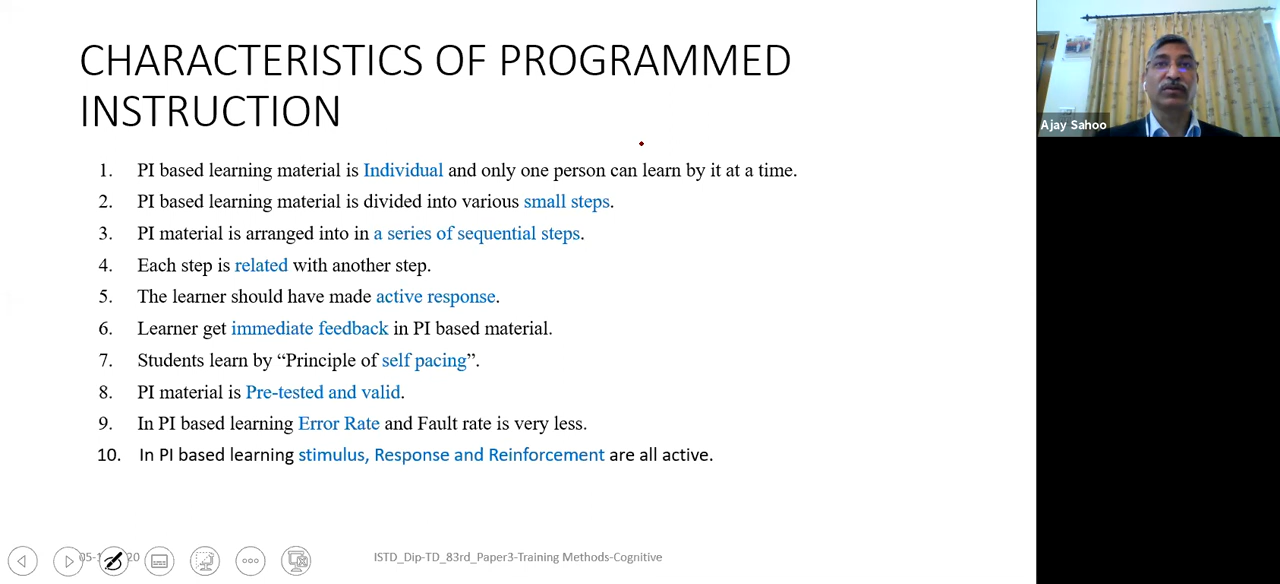 CHARACTERISTICS OF PROGRAMMED
INSTRUCTION
1. PI based learning material is Individual and only one person can learn by it at a time.
2. PI based learning material is divided into various small steps.
3. PI material is arranged into in a series of sequential steps.
4. Each step is related with another step.
5. The learner should have made active response.
6. Learner get immediate feedback in PI based material.
7. Students learn by “Principle of self pacing”.
8. PI material is Pre-tested and valid.
9. In PI based learning Error Rate and Fault rate is very less.
10. In PI based learning stimulus, Response and Reinforcement are all active.
ISTD_Dip-TD_83rd_Paper3-Training Methods-Cognitive
Ajay Sahoo